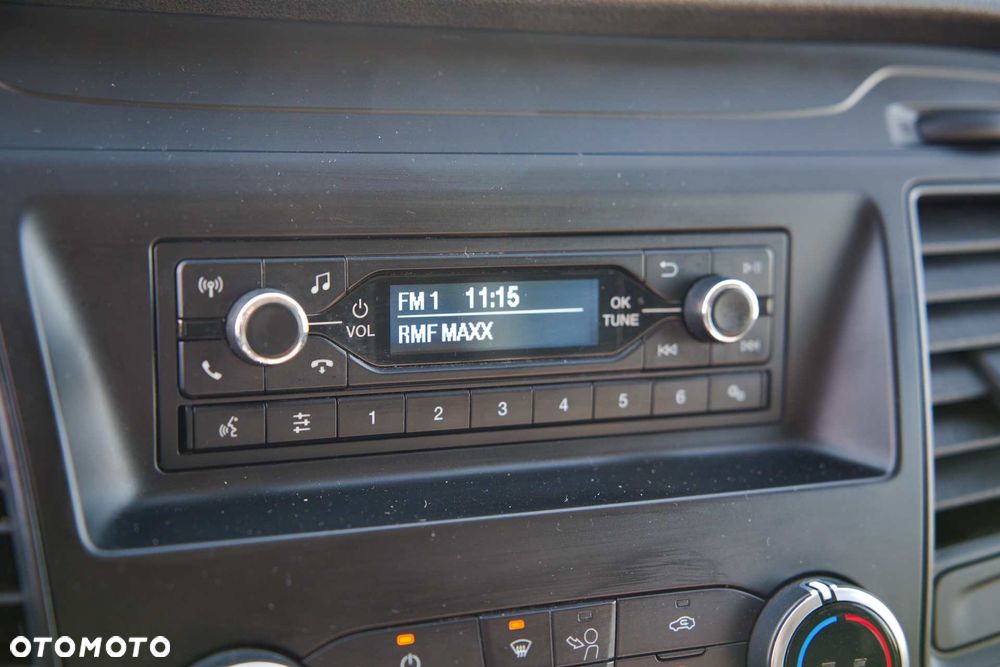 FM 1 11:15
RMF MAXX
VOL
OK
TUNE
1 2 3 4 5 6
OTOMOTO